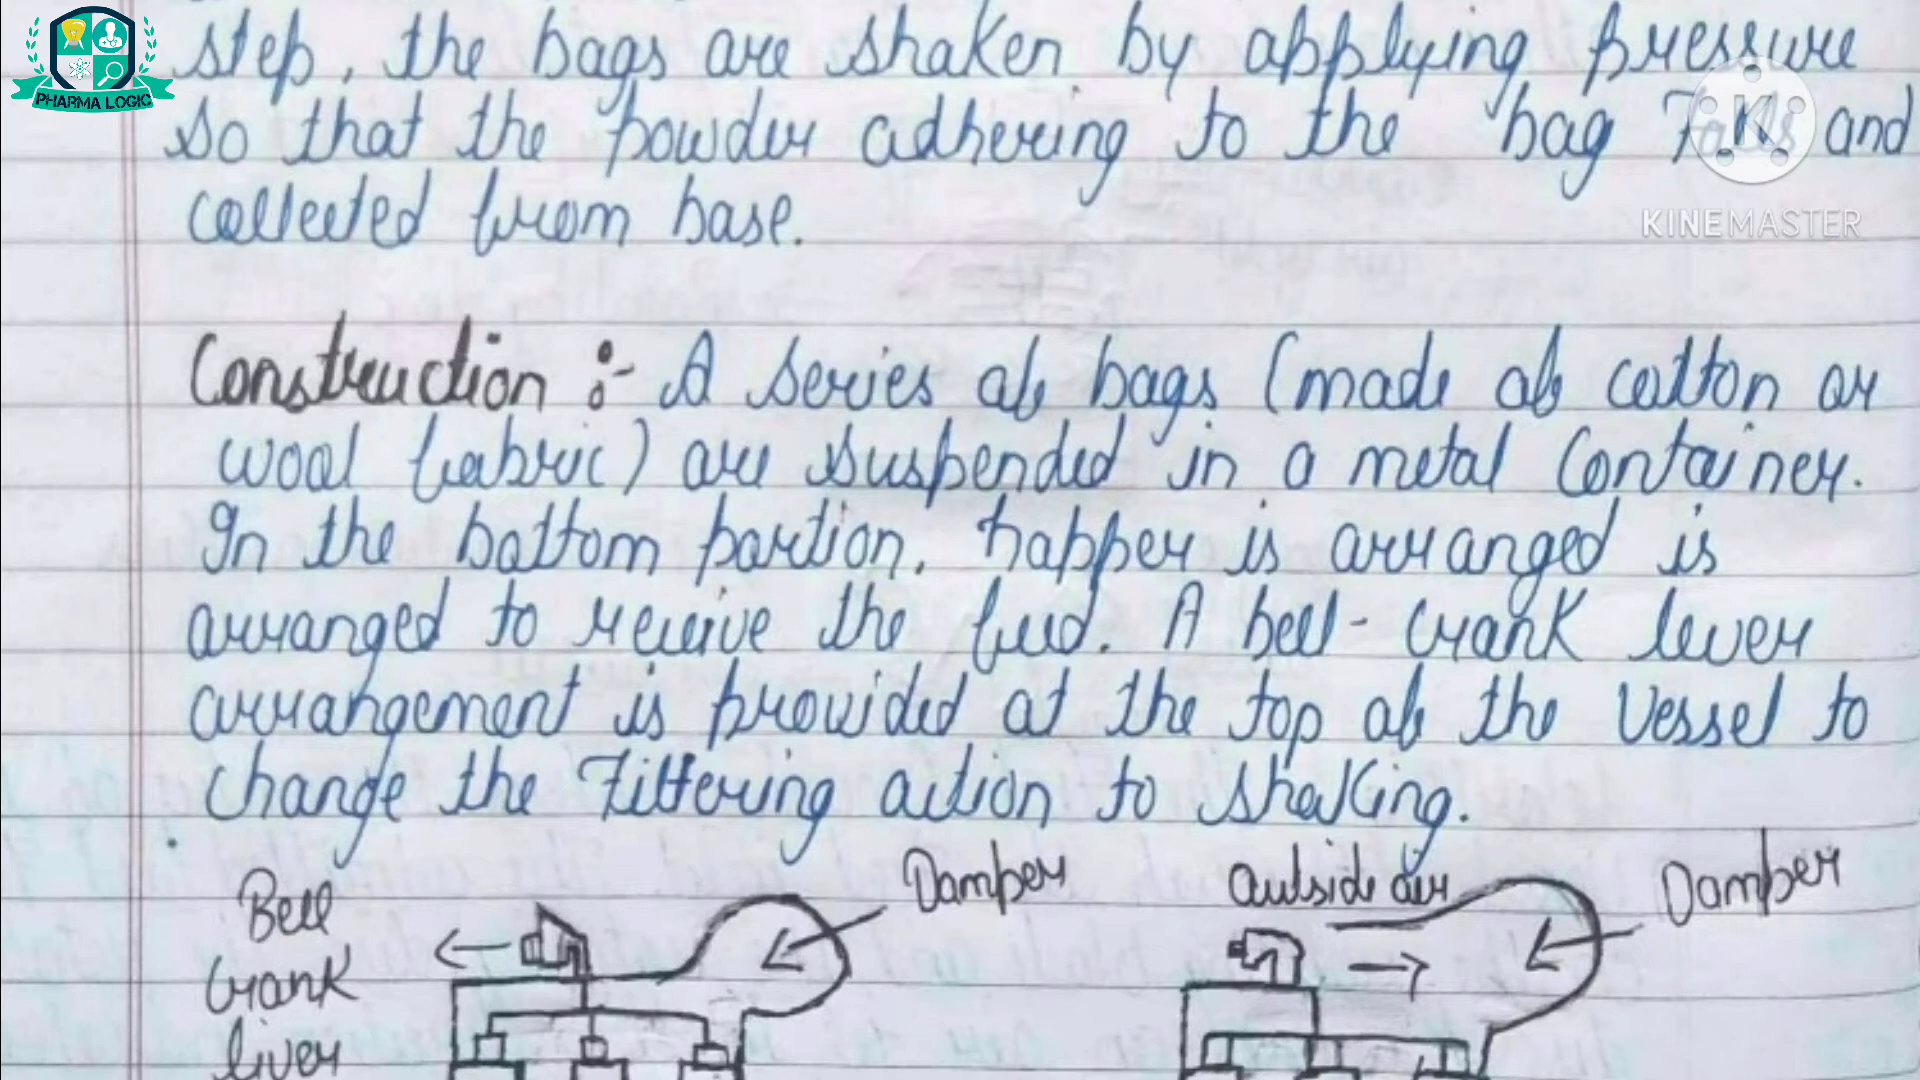 PHARMA LOGIC
step, the bags are shaken by applying pressure
so that the powder adhering to the bag Falls and
collected from base.
KINEMASTER
Construction :- A series of bags (made of cotton or
wool fabric) are suspended in a metal Container.
In the bottom portion, happer is arranged is
arranged to receive the feed. A bell-crank lever
arrangement is provided at the top of the Vessel to
change the Filtering action to shaking.
Bell
crank
liver
Damper
outside air
Damper